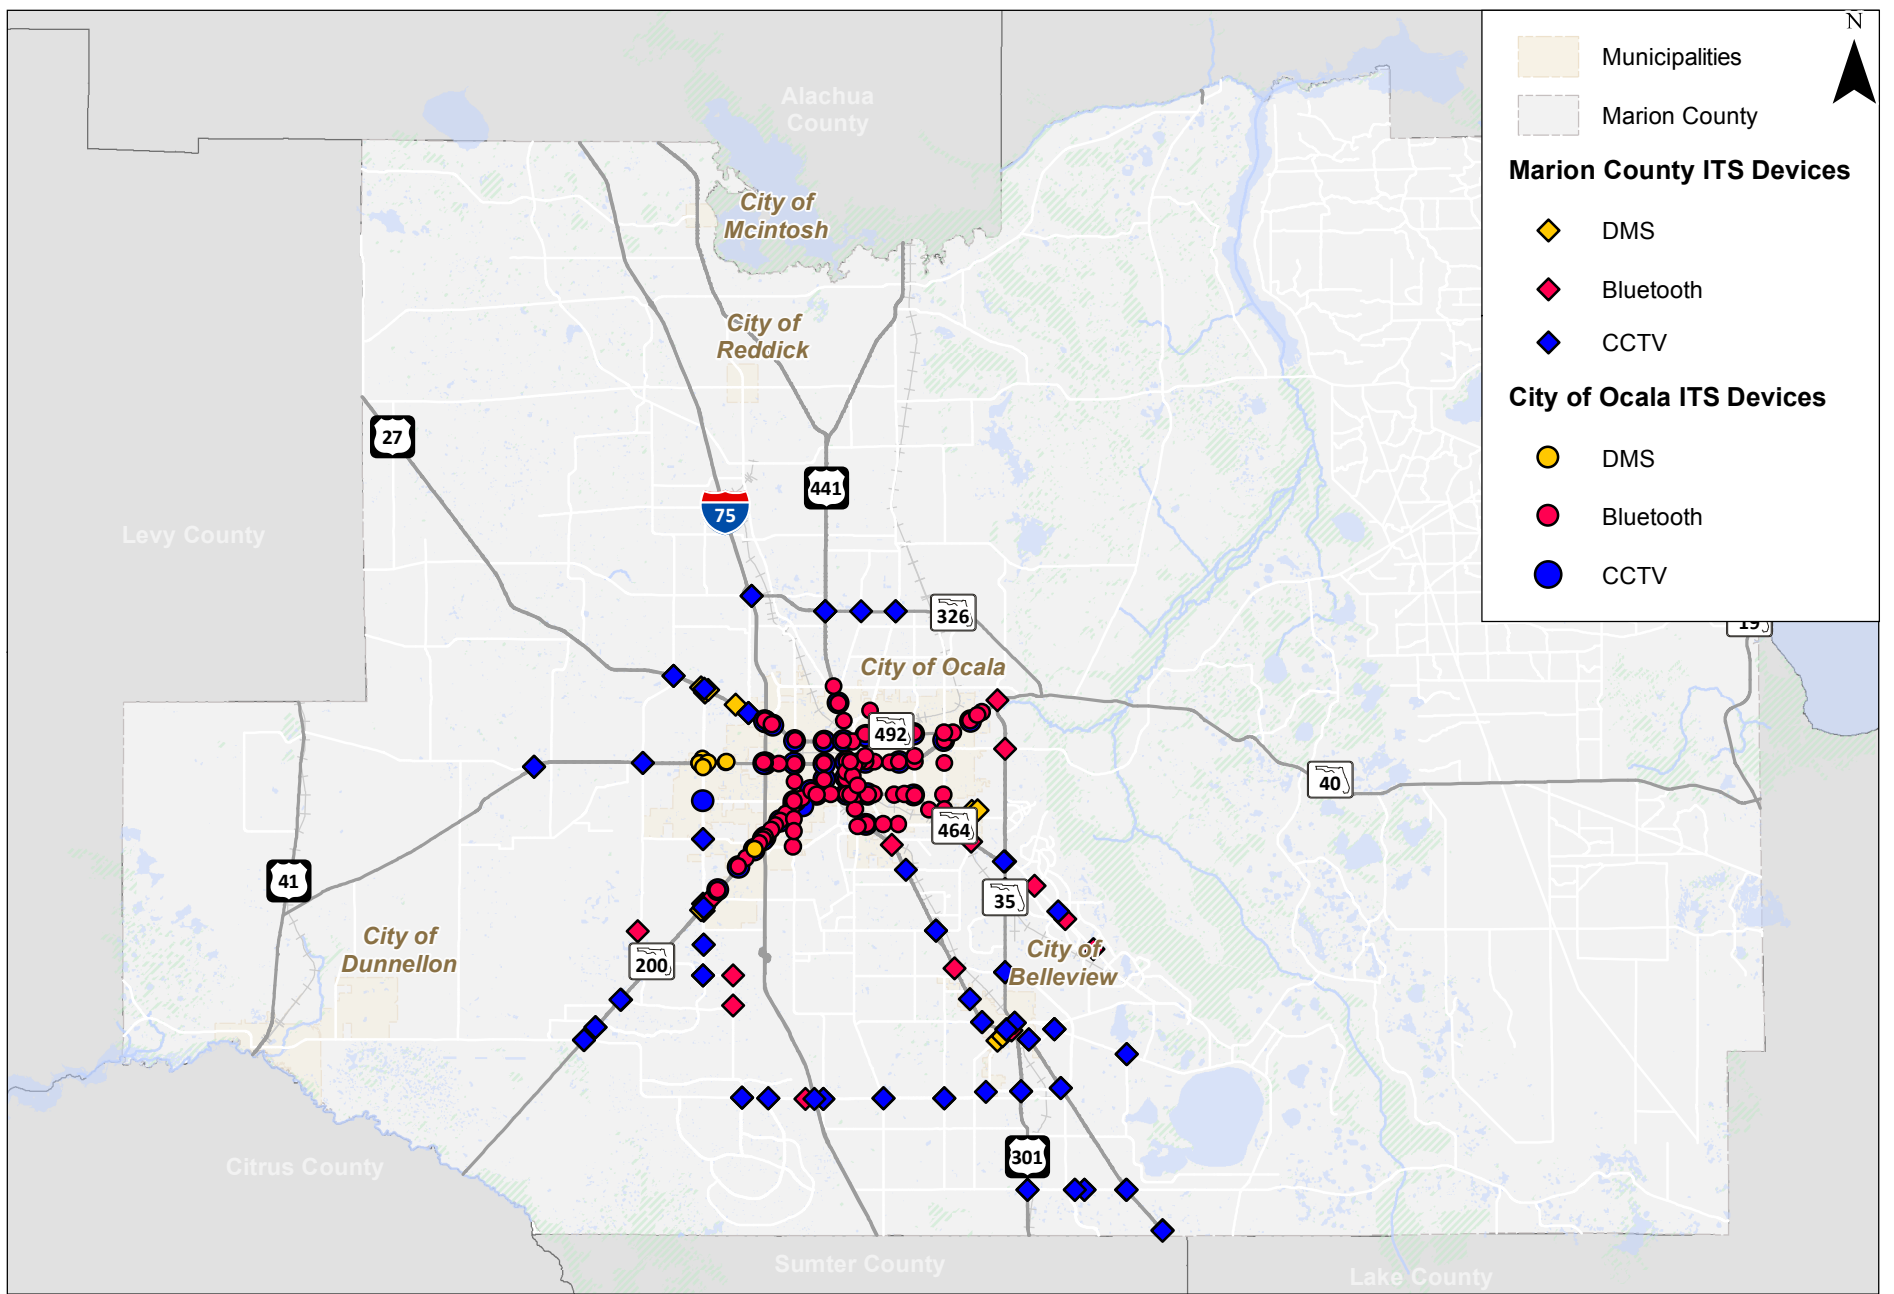 N
Municipalities
Marion County
Marion County ITS Devices
DMS
Bluetooth
CCTV
City of Ocala ITS Devices
DMS
Bluetooth
CCTV
Alachua
County
City of
Mcintosh
City of
Reddick
27
441
75
Levy County
326
19
City of Ocala
492
40
464
41
35
City of
Dunnellon
200
City of
Belleview
301
Citrus County
Sumter County
Lake County